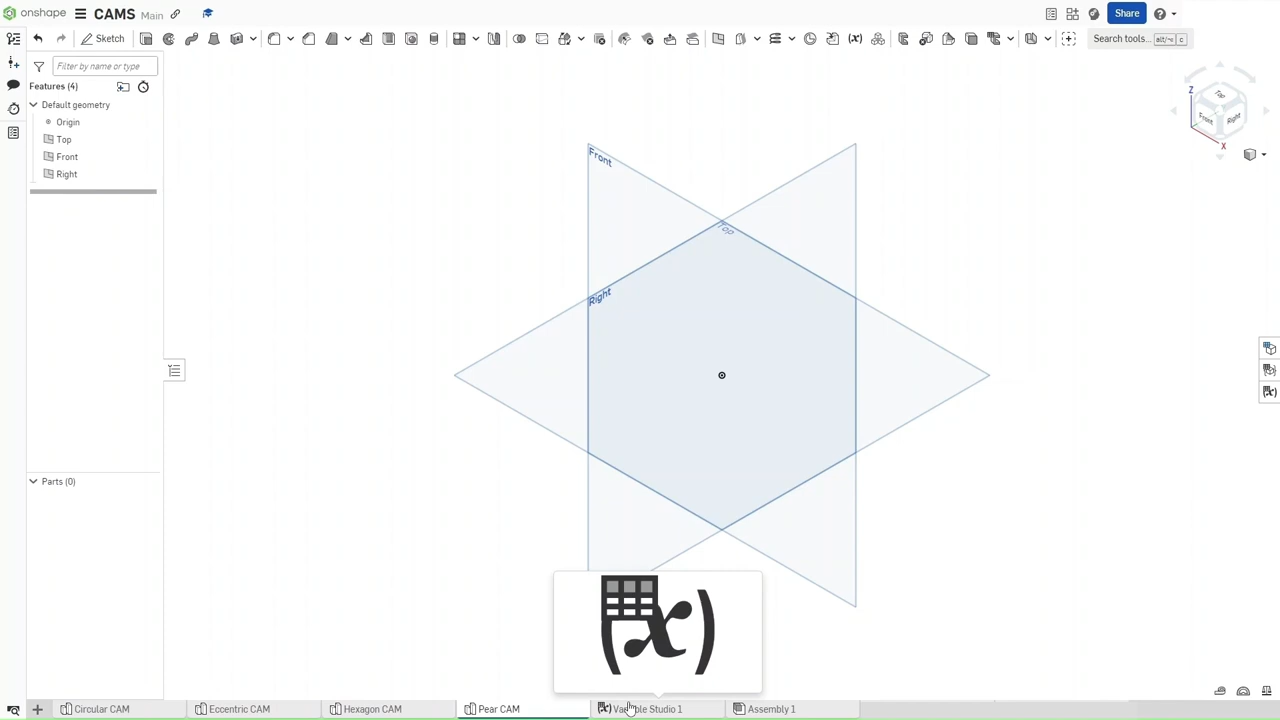 onshape CAMS Main Share
Sketch Search tools... alt/⌥ c
Filter by name or type
Features (4)
Default geometry
Origin
Top
Front
Right
Front
Top
Right
Z
Top
Front
Right
X
Parts (0)
(x)
Circular CAM Eccentric CAM Hexagon CAM Pear CAM Variable Studio 1 Assembly 1